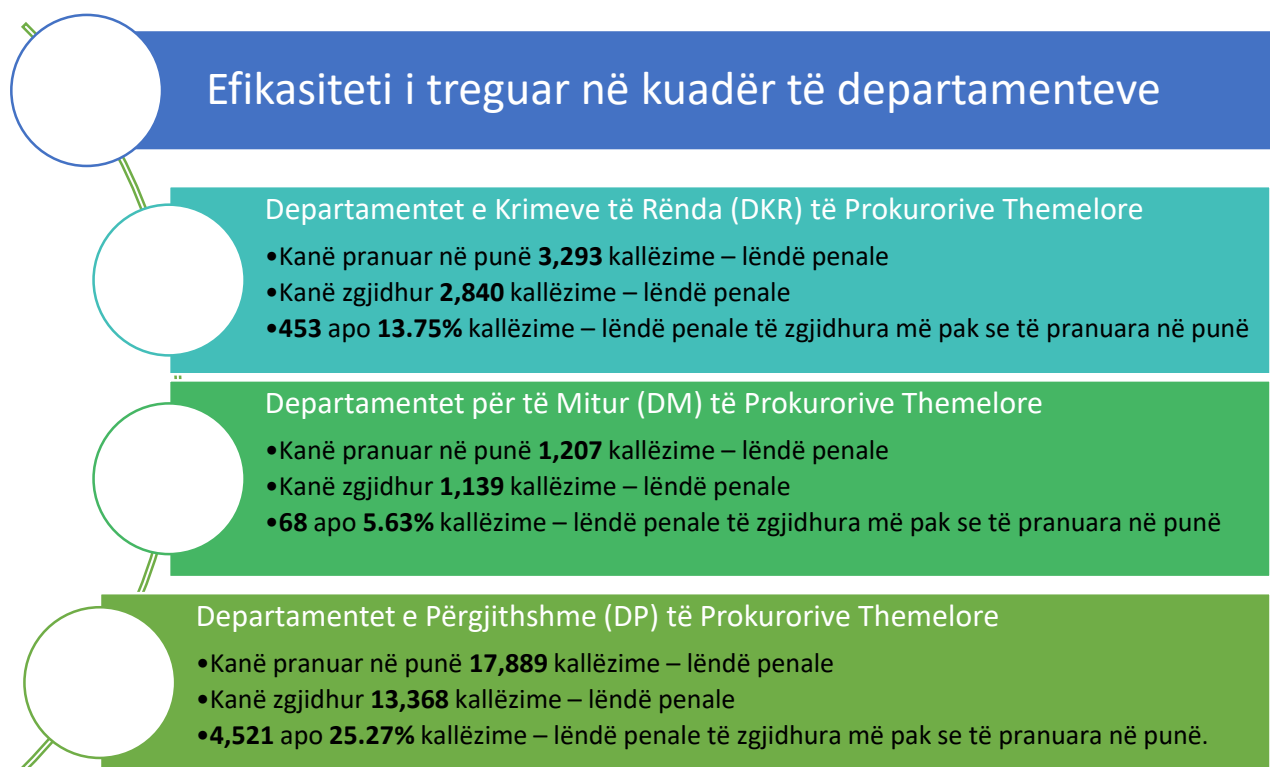 Efikasiteti i treguar në kuadër të departamenteve
Departamentet e Krimeve të Rënda (DKR) të Prokurorive Themelore
•Kanë pranuar në punë 3,293 kallëzime – lëndë penale
•Kanë zgjidhur 2,840 kallëzime – lëndë penale
•453 apo 13.75% kallëzime – lëndë penale të zgjidhura më pak se të pranuara në punë
Departamentet për të Mitur (DM) të Prokurorive Themelore
•Kanë pranuar në punë 1,207 kallëzime – lëndë penale
•Kanë zgjidhur 1,139 kallëzime – lëndë penale
•68 apo 5.63% kallëzime – lëndë penale të zgjidhura më pak se të pranuara në punë
Departamentet e Përgjithshme (DP) të Prokurorive Themelore
•Kanë pranuar në punë 17,889 kallëzime – lëndë penale
•Kanë zgjidhur 13,368 kallëzime – lëndë penale
•4,521 apo 25.27% kallëzime – lëndë penale të zgjidhura më pak se të pranuara në punë.